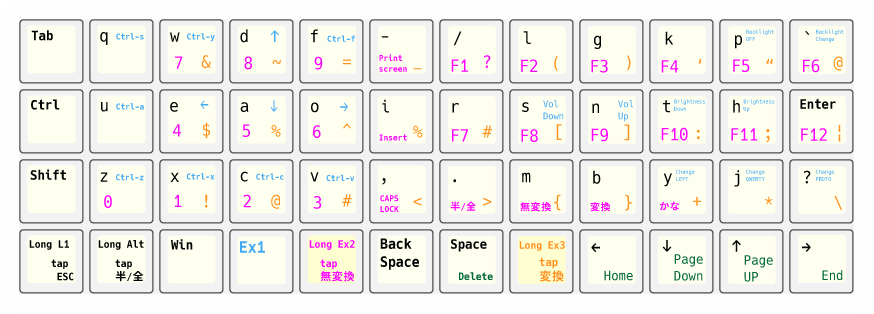 Tab
q Ctrl-s
w Ctrl-y
7 &
d ↑
8 ~
f Ctrl-f
9 =
-
Print
screen _
/
F1 ?
l
F2 (
g
F3 )
k
F4 ‘
p Backlight
OFF
F5 “
` Backlight
Change
F6 @
Ctrl
u Ctrl-a
e ←
4 $
a ↓
5 %
o →
6 ^
i
Insert %
r
F7 #
s Vol
Down
F8 [
n Vol
Up
F9 ]
t Brightness
Down
F10 :
h Brightness
Up
F11 ;
Enter
F12 ¦
Shift
z Ctrl-z
0
x Ctrl-x
1 !
c Ctrl-c
2 @
v Ctrl-v
3 #
,
CAPS
LOCK <
.
半/全 >
m
無変換 {
b
変換 }
y Change
LEFT
かな +
j Change
QWERTY
*
? Change
PROTO
\
Long L1
tap
ESC
Long Alt
tap
半/全
Win
Ex1
Long Ex2
tap
無変換
Back
Space
Space
Delete
Long Ex3
tap
変換
←
Home
↓
Page
Down
↑
Page
UP
→
End